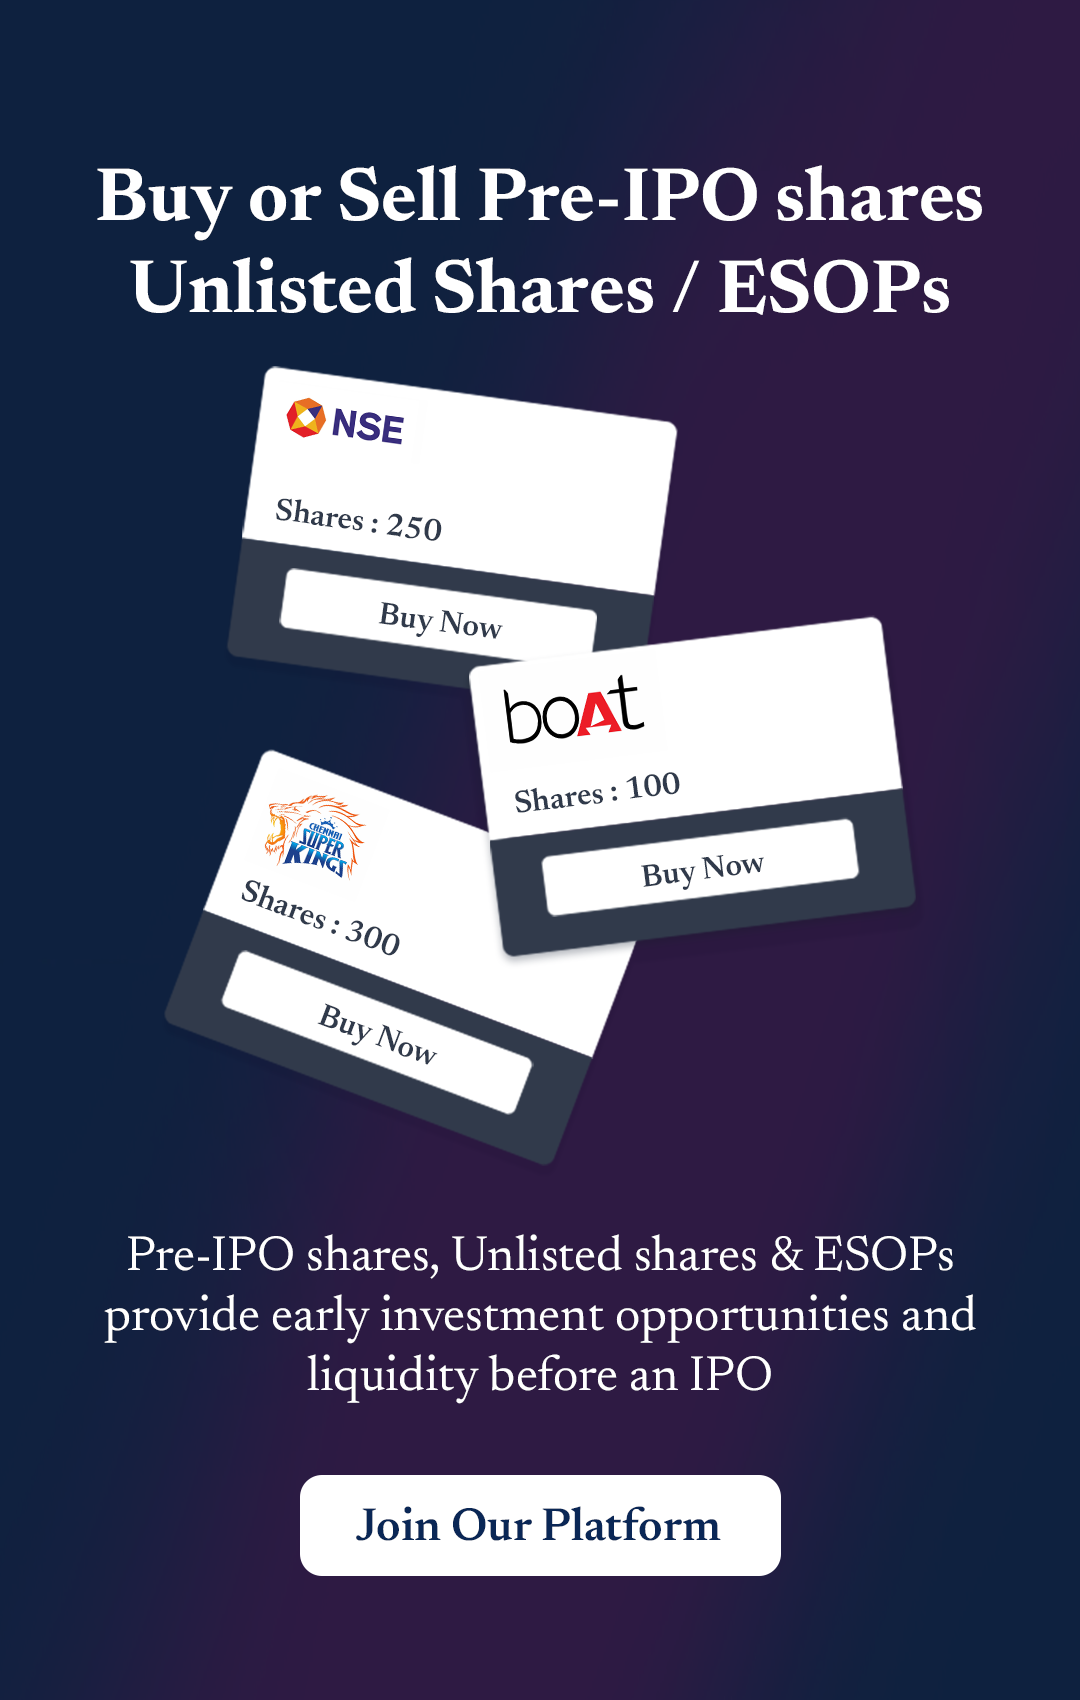 Buy or Sell Pre-IPO shares
Unlisted Shares / ESOPs
NSE
Shares : 250
Buy Now
boAt
Shares : 100
Buy Now
CHENNAI
SUPER
KINGS
Shares : 300
Buy Now
Pre-IPO shares, Unlisted shares & ESOPs
provide early investment opportunities and
liquidity before an IPO
Join Our Platform